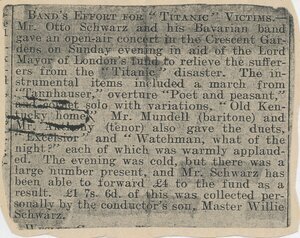 BAND'S EFFORT FOR "TITANIC" VICTIMS.
Mr. Otto Schwarz and his Bavarian band
gave an open-air concert in the Crescent Gar-
dens on Sunday evening in aid of the Lord
Mayor of London's fund to relieve the suffer-
ers from the "Titanic" disaster. The in-
strumental items included a march from
"Tannhauser," overture "Poet and peasant,"
and cornet solo with variations, "Old Ken-
tucky home." Mr. Mundell (baritone) and
Mr. (tenor) also gave the duets,
"Excelsior" and "Watchman, what of the
night?" each of which was warmly applaud-
ed. The evening was cold, but there was a
large number present, and Mr. Schwarz has
been able to forward £4 to the fund as a
result. £1 7s. 6d. of this was collected per-
sonally by the conductor's son, Master Willie
Schwarz.